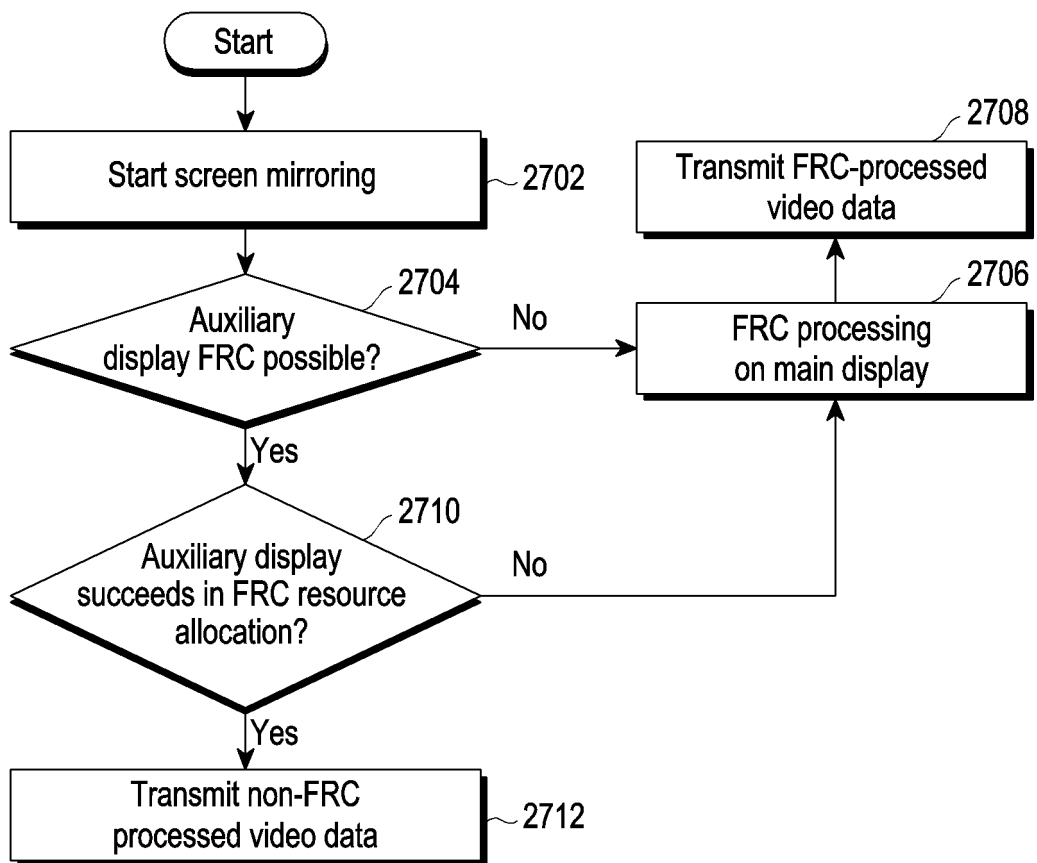 Start
Start screen mirroring
2702
2704
Auxiliary
display FRC possible?
No
Yes
2708
Transmit FRC-processed
video data
2706
FRC processing
on main display
2710
Auxiliary display
succeeds in FRC resource
allocation?
No
Yes
Transmit non-FRC
processed video data
2712